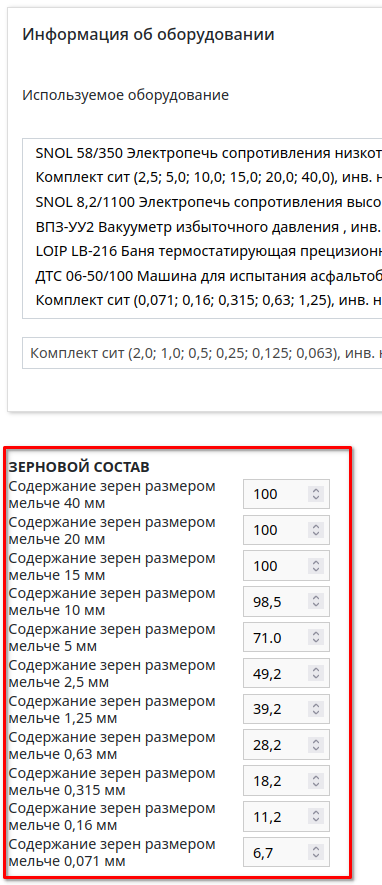 Информация об оборудовании
Используемое оборудование
SNOL 58/350 Электропечь сопротивления
Комплект сит (2,5; 5,0; 10,0; 15,0; 20,0; 40,0), инв.
SNOL 8,2/1100 Электропечь сопротивления
ВПЗ-УУ2 Вакууметр избыточного давления , инв.
LOIP LB-216 Баня термостатирующая
ДТС 06-50/100 Машина для испытания
Комплект сит (0,071; 0,16; 0,315; 0,63; 1,25), инв. н
Комплект сит (2,0; 1,0; 0,5; 0,25; 0,125; 0,063), инв.
ЗЕРНОВОЙ СОСТАВ
Содержание зерен размером
мельче 40 мм
100
Содержание зерен размером
мельче 20 мм
100
Содержание зерен размером
мельче 15 мм
100
Содержание зерен размером
мельче 10 мм
98,5
Содержание зерен размером
мельче 5 мм
71.0
Содержание зерен размером
мельче 2,5 мм
49,2
Содержание зерен размером
мельче 1,25 мм
39,2
Содержание зерен размером
мельче 0,63 мм
28,2
Содержание зерен размером
мельче 0,315 мм
18,2
Содержание зерен размером
мельче 0,16 мм
11,2
Содержание зерен размером
мельче 0,071 мм
6,7